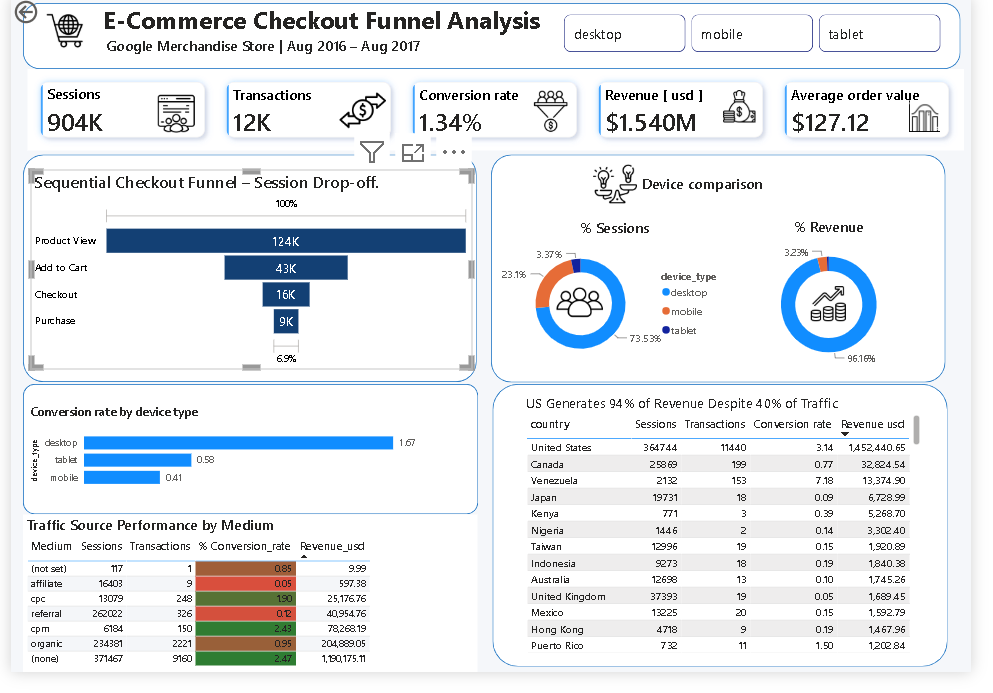 E-Commerce Checkout Funnel Analysis
Google Merchandise Store | Aug 2016 – Aug 2017
desktop
mobile
tablet
Sessions
904K
Transactions
12K
Conversion rate
1.34%
Revenue [ usd ]
$1.540M
Average order value
$127.12
Sequential Checkout Funnel – Session Drop-off.
100%
Product View 124K
Add to Cart 43K
Checkout 16K
Purchase 9K
6.9%
Device comparison
% Sessions
3.37%
23.1%
73.53%
device_type
desktop
mobile
tablet
% Revenue
3.23%
96.16%
Conversion rate by device type
device_type
desktop 1.67
tablet 0.58
mobile 0.41
Traffic Source Performance by Medium
Medium Sessions Transactions % Conversion_rate Revenue_usd
(not set) 117 1 0.85 9.99
affiliate 16403 9 0.05 597.38
cpc 13079 248 1.90 25,176.76
referral 262022 326 0.12 40,954.76
cpm 6184 150 2.43 78,268.19
organic 234381 2221 0.95 204,889.05
(none) 371467 9160 2.47 1,190,175.11
US Generates 94% of Revenue Despite 40% of Traffic
country Sessions Transactions Conversion rate Revenue usd
United States 364744 11440 3.14 1,452,440.65
Canada 25869 199 0.77 32,824.54
Venezuela 2132 153 7.18 13,374.90
Japan 19731 18 0.09 6,728.99
Kenya 771 3 0.39 5,268.70
Nigeria 1446 2 0.14 3,302.40
Taiwan 12996 19 0.15 1,920.89
Indonesia 9273 18 0.19 1,840.38
Australia 12698 13 0.10 1,745.26
United Kingdom 37393 19 0.05 1,689.45
Mexico 13225 20 0.15 1,592.79
Hong Kong 4718 9 0.19 1,467.96
Puerto Rico 732 11 1.50 1,202.84